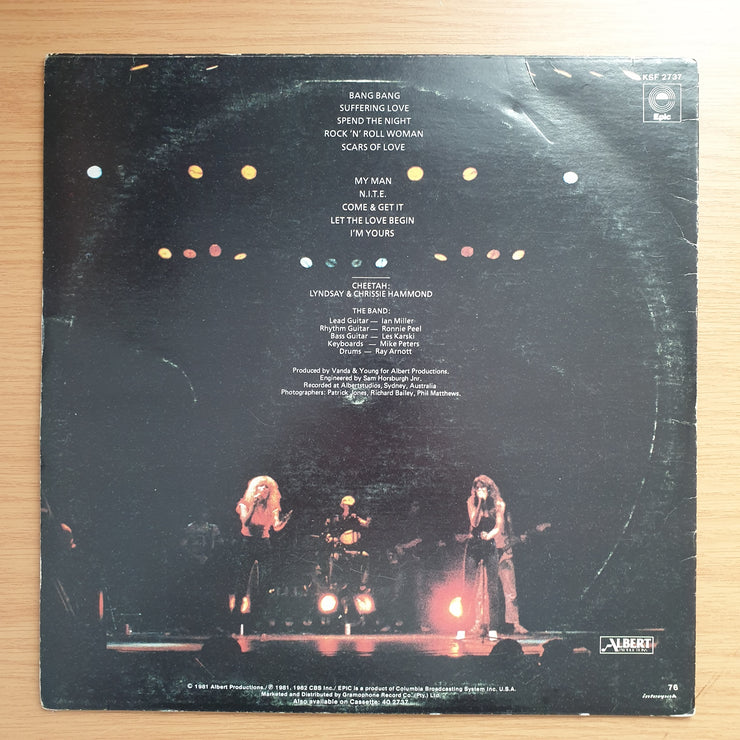 KSF 2737
Epic
BANG BANG
SUFFERING LOVE
SPEND THE NIGHT
ROCK 'N' ROLL WOMAN
SCARS OF LOVE
MY MAN
N.I.T.E.
COME & GET IT
LET THE LOVE BEGIN
I'M YOURS
CHEETAH:
LYNDSAY & CHRISSIE HAMMOND
THE BAND:
Lead Guitar — Ian Miller
Rhythm Guitar — Ronnie Peel
Bass Guitar — Les Karski
Keyboards — Mike Peters
Drums — Ray Arnott
Produced by Vanda & Young for Albert Productions.
Engineered by Sam Horsburgh Jnr.
Recorded at Albertstudios, Sydney, Australia
Photographers: Patrick Jones, Richard Bailey, Phil Matthews.
ALBERT
PRODUCTIONS
© 1981 Albert Productions./℗ 1981, 1982 CBS Inc./ EPIC is a product of Columbia Broadcasting System Inc. U.S.A.
Marketed and Distributed by Gramophone Record Co. (Pty.) Ltd.
Also available on Cassette: 40 2737
76
interpak